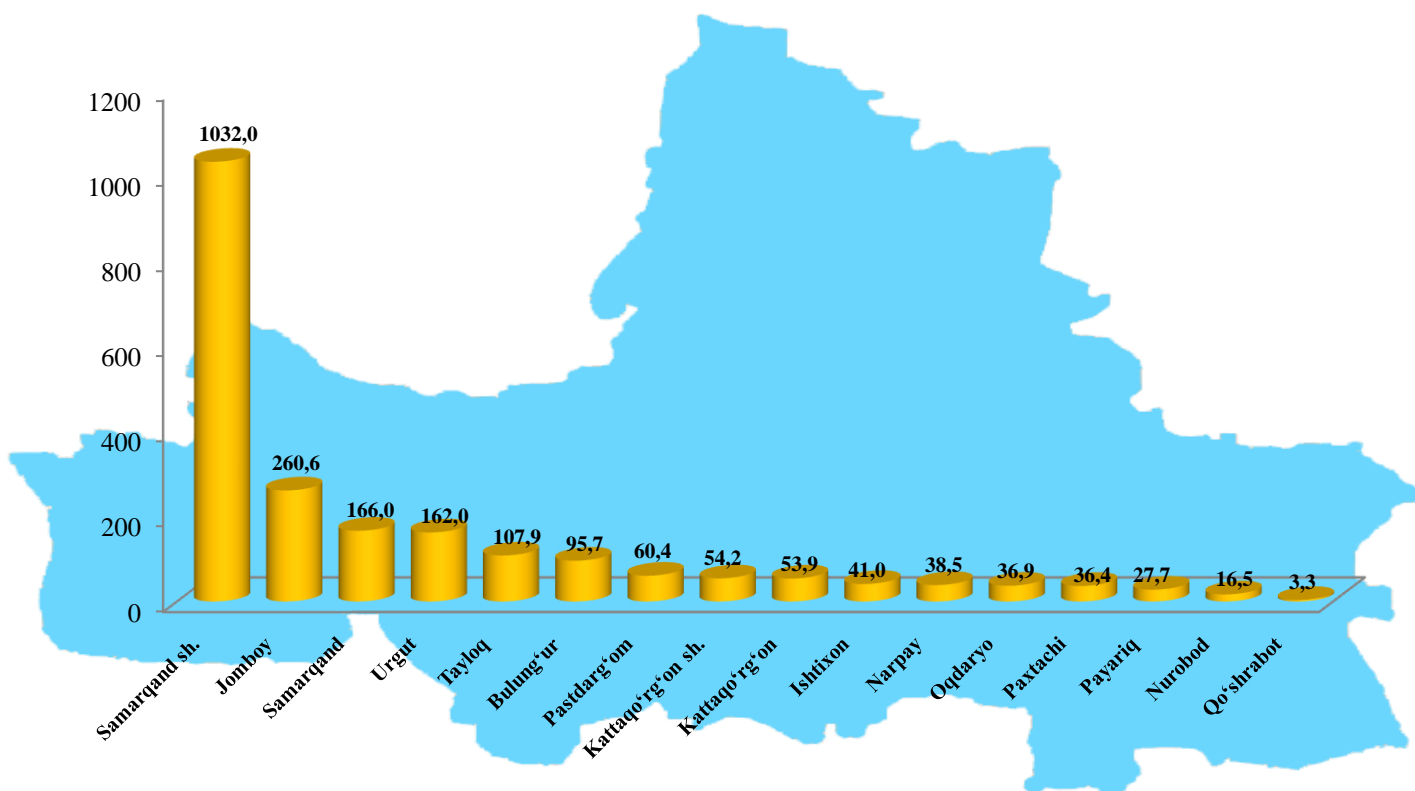 1200
1000
800
600
400
200
0
1032,0
260,6
166,0
162,0
107,9
95,7
60,4
54,2
53,9
41,0
38,5
36,9
36,4
27,7
16,5
3,3
Samarqand sh.
Jomboy
Samarqand
Urgut
Tayloq
Bulung‘ur
Pastdarg‘om
Kattaqo‘rg‘on sh.
Kattaqo‘rg‘on
Ishtixon
Narpay
Oqdaryo
Paxtachi
Payariq
Nurobod
Qo‘shrabot